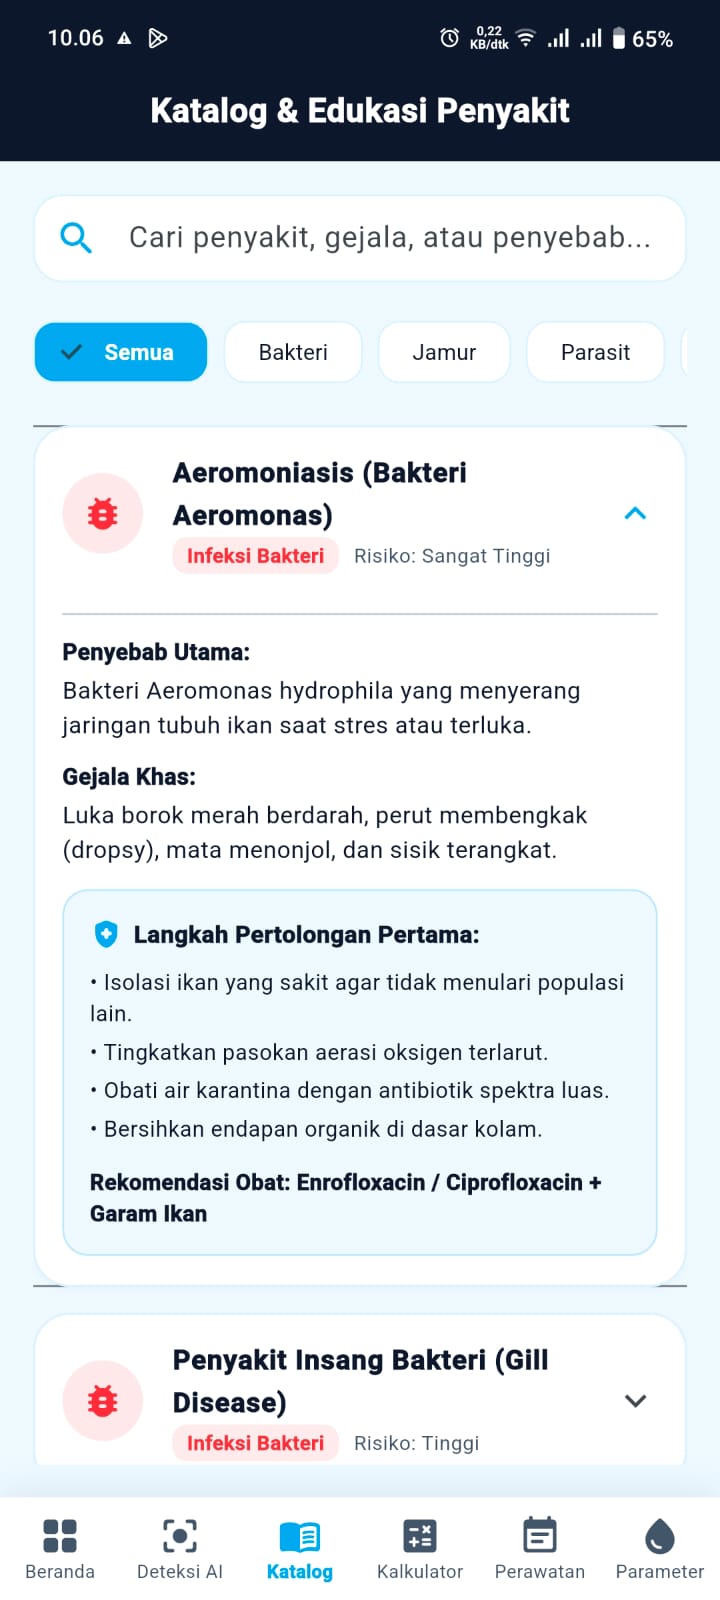 10.06
0,22
KB/dtk
65%
Katalog & Edukasi Penyakit
Cari penyakit, gejala, atau penyebab...
Semua
Bakteri
Jamur
Parasit
Aeromoniasis (Bakteri
Aeromonas)
Infeksi Bakteri
Risiko: Sangat Tinggi
Penyebab Utama:
Bakteri Aeromonas hydrophila yang menyerang
jaringan tubuh ikan saat stres atau terluka.
Gejala Khas:
Luka borok merah berdarah, perut membengkak
(dropsy), mata menonjol, dan sisik terangkat.
Langkah Pertolongan Pertama:
• Isolasi ikan yang sakit agar tidak menulari populasi
lain.
• Tingkatkan pasokan aerasi oksigen terlarut.
• Obati air karantina dengan antibiotik spektra luas.
• Bersihkan endapan organik di dasar kolam.
Rekomendasi Obat: Enrofloxacin / Ciprofloxacin +
Garam Ikan
Penyakit Insang Bakteri (Gill
Disease)
Infeksi Bakteri
Risiko: Tinggi
Beranda
Deteksi AI
Katalog
Kalkulator
Perawatan
Parameter